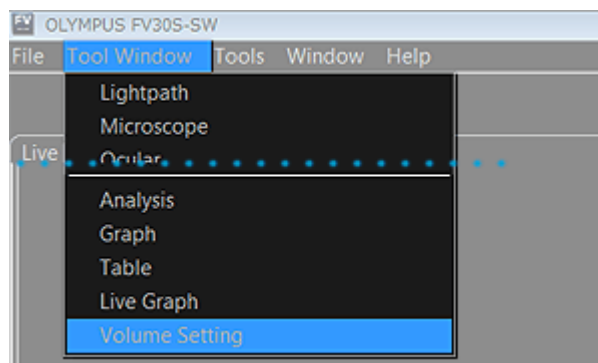 OLYMPUS FV30S-SW
File Tool Window Tools Window Help
Lightpath
Microscope
Live
Ocular
Analysis
Graph
Table
Live Graph
Volume Setting